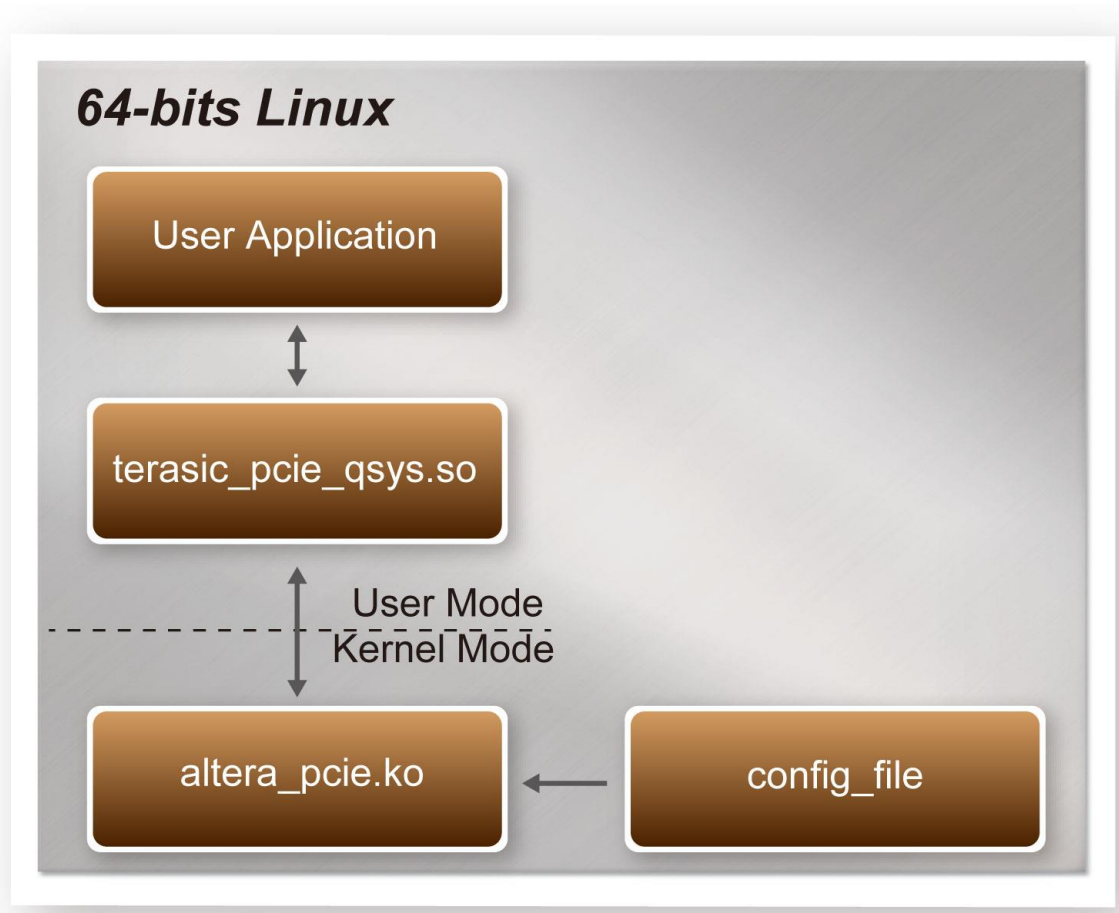 64-bits Linux
User Application
terasic_pcie_qsys.so
User Mode
Kernel Mode
altera_pcie.ko
config_file